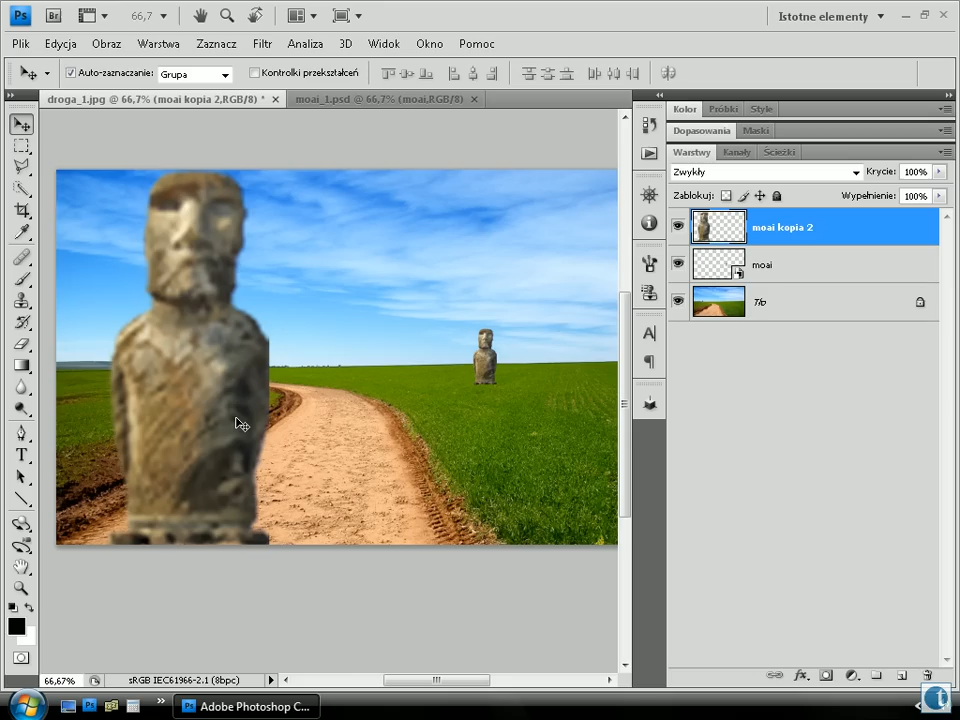 Ps Br 66,7 Istotne elementy
Plik Edycja Obraz Warstwa Zaznacz Filtr Analiza 3D Widok Okno Pomoc
Auto-zaznaczanie: Grupa Kontrolki przekształceń
droga_1.jpg @ 66,7% (moai kopia 2,RGB/8) * moai_1.psd @ 66,7% (moai,RGB/8)
Kolor Próbki Style
Dopasowania Maski
Warstwy Kanały Ścieżki
Zwykły Krycie: 100%
Zablokuj: Wypełnienie: 100%
moai kopia 2
moai
Tło
66,67% sRGB IEC61966-2.1 (8bpc)
Ps Adobe Photoshop C...